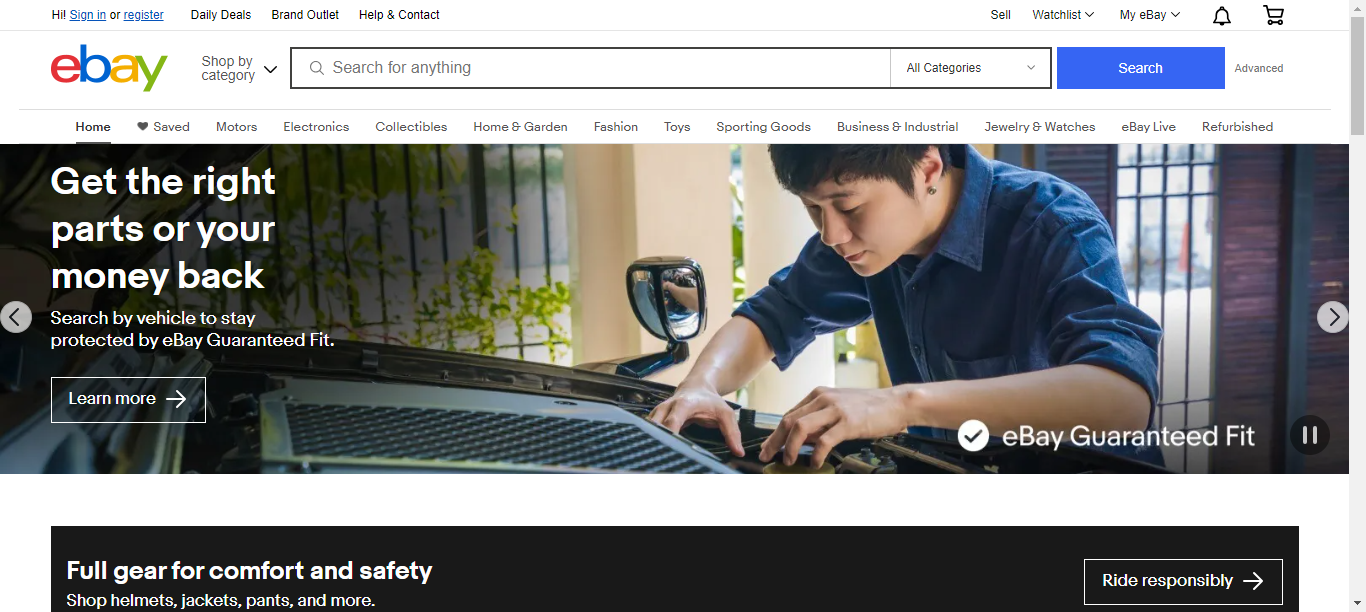 Hi! Sign in or register Daily Deals Brand Outlet Help & Contact Sell Watchlist My eBay
ebay
Shop by
category
Search for anything
All Categories
Search
Advanced
Home Saved Motors Electronics Collectibles Home & Garden Fashion Toys Sporting Goods Business & Industrial Jewelry & Watches eBay Live Refurbished
Get the right
parts or your
money back
Search by vehicle to stay
protected by eBay Guaranteed Fit.
Learn more
eBay Guaranteed Fit
Full gear for comfort and safety
Shop helmets, jackets, pants, and more.
Ride responsibly